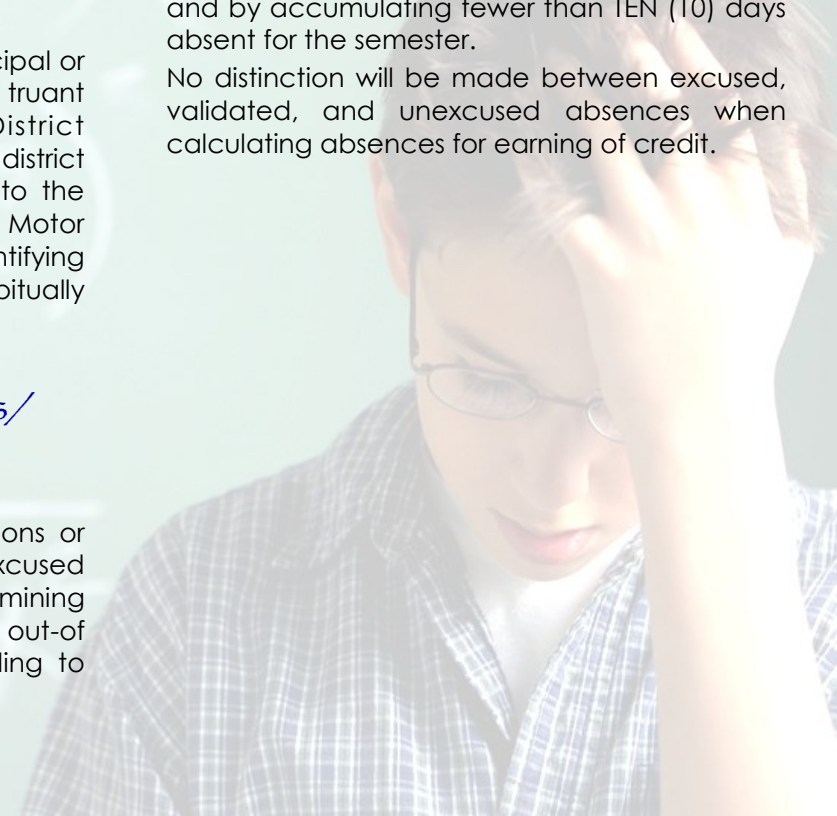 cipal or
truant
District
district
to the
Motor
ntifying
bitually
s/
ons or
xcused
mining
out-of
ling to
and by accumulating fewer than TEN (10) days
absent for the semester.
No distinction will be made between excused,
validated, and unexcused absences when
calculating absences for earning of credit.